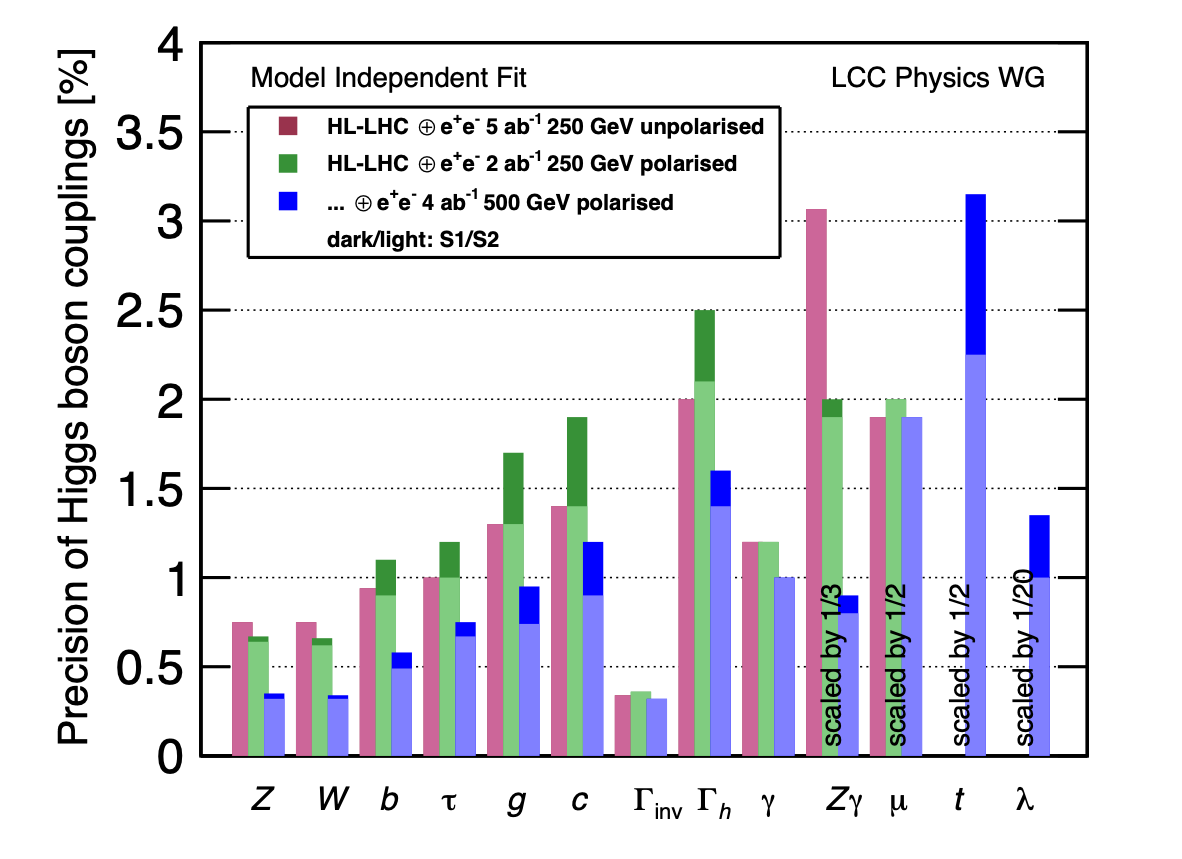 Precision of Higgs boson couplings [%]
4
3.5
3
2.5
2
1.5
1
0.5
0
Model Independent Fit
LCC Physics WG
HL-LHC ⊕ e⁺e⁻ 5 ab⁻¹ 250 GeV unpolarised
HL-LHC ⊕ e⁺e⁻ 2 ab⁻¹ 250 GeV polarised
... ⊕ e⁺e⁻ 4 ab⁻¹ 500 GeV polarised
dark/light: S1/S2
scaled by 1/3
scaled by 1/2
scaled by 1/2
scaled by 1/20
Z W b τ g c Γinv Γh γ Zγ μ t λ